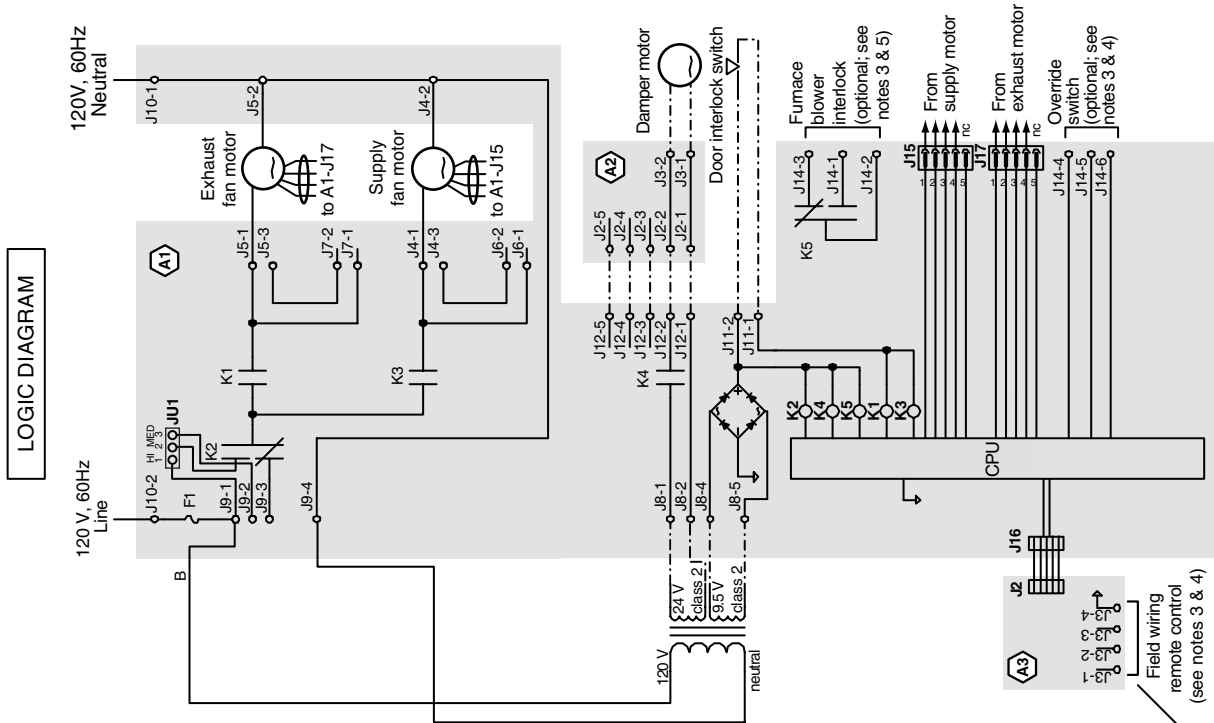 LOGIC DIAGRAM
120V, 60Hz
Neutral
J10-1
J5-2
J4-2
Exhaust
fan motor
to A1-J17
Supply
fan motor
to A1-J15
A1
J5-1
J5-3
J7-2
J7-1
J4-1
J4-3
J6-2
J6-1
K1
K3
JU1
HI MED
1 2 3
K2
120 V, 60Hz
Line
J10-2
F1
J9-1
J9-2
J9-3
J9-4
B
Damper motor
A2
J3-2
J3-1
J2-5
J2-4
J2-3
J2-2
J2-1
J12-5
J12-4
J12-3
J12-2
J12-1
K4
Door interlock switch
J11-2
J11-1
J8-1
J8-2
J8-4
J8-5
24 V
class 2
9.5 V
class 2
120 V
neutral
Furnace
blower
interlock
(optional; see
notes 3 & 5)
J14-3
J14-1
J14-2
K5
K2
K4
K5
K1
K3
From
supply motor
nc
J15
1
2
3
4
5
From
exhaust motor
nc
J17
1
2
3
4
5
Override
switch
(optional; see
notes 3 & 4)
J14-4
J14-5
J14-6
CPU
J16
J2
A3
J3-4
J3-3
J3-2
J3-1
Field wiring
remote control
(see notes 3 & 4)